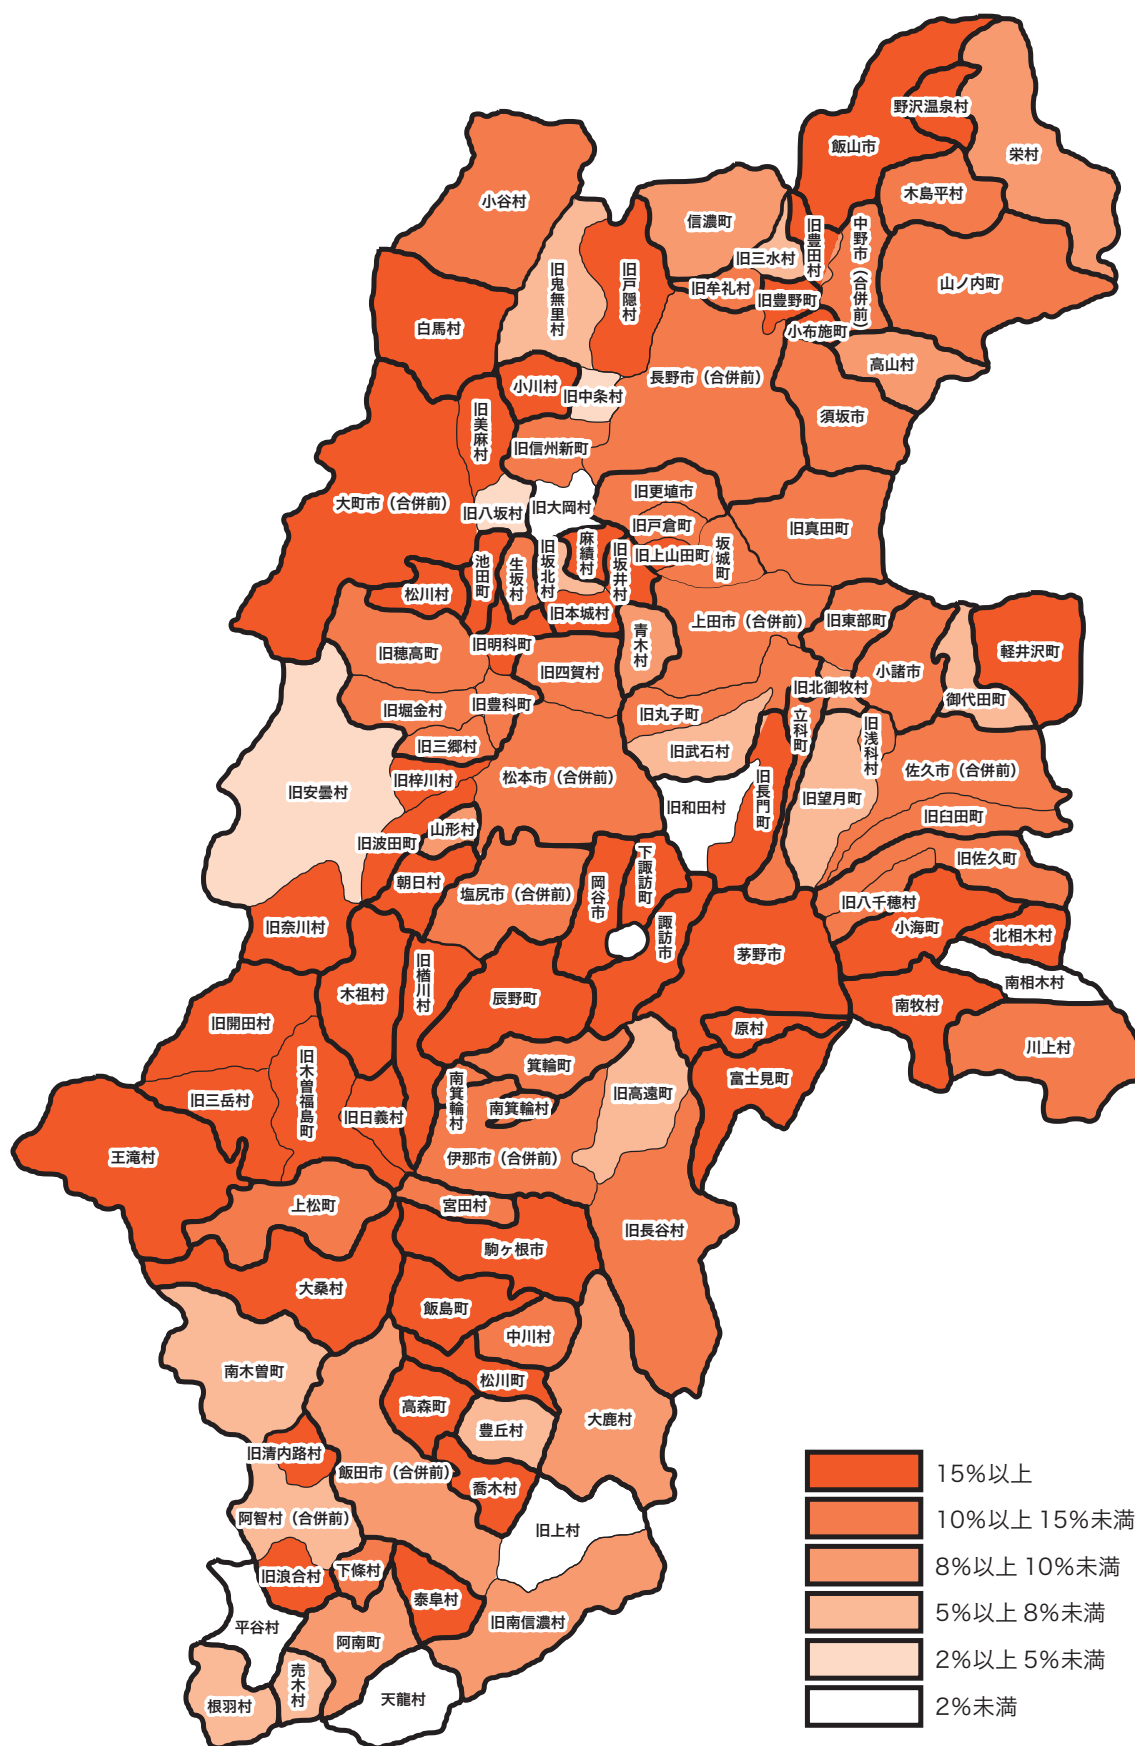 野沢温泉村
飯山市
栄村
木島平村
小谷村
信濃町
旧豊田村
中野市（合併前）
旧三水村
旧鬼無里村
旧戸隠村
山ノ内町
旧牟礼村
旧豊野町
小布施町
白馬村
高山村
長野市（合併前）
小川村
旧中条村
須坂市
旧美麻村
旧信州新町
旧更埴市
大町市（合併前）
旧八坂村
旧大岡村
旧戸倉町
旧真田町
麻績村
旧坂北村
旧坂井村
旧上山田町
坂城町
池田町
生坂村
松川村
旧本城村
上田市（合併前）
旧東部町
青木村
旧明科町
旧穂高町
軽井沢町
旧四賀村
小諸市
旧北御牧村
御代田町
旧堀金村
旧豊科町
旧丸子町
立科町
旧浅科村
旧三郷村
旧武石村
佐久市（合併前）
旧梓川村
松本市（合併前）
旧安曇村
旧長門町
旧望月町
旧和田村
旧臼田町
山形村
旧波田町
下諏訪町
旧佐久町
朝日村
塩尻市（合併前）
岡谷市
旧八千穂村
諏訪市
小海町
旧奈川村
北相木村
茅野市
旧楢川村
南相木村
木祖村
辰野町
南牧村
旧開田村
原村
川上村
旧木曽福島町
箕輪町
富士見町
旧三岳村
旧日義村
南箕輪村
南箕輪村
旧高遠町
王滝村
伊那市（合併前）
上松町
宮田村
旧長谷村
駒ヶ根市
大桑村
飯島町
中川村
南木曽町
松川町
高森町
大鹿村
豊丘村
旧清内路村
飯田市（合併前）
喬木村
阿智村（合併前）
旧上村
旧浪合村
下條村
泰阜村
旧南信濃村
平谷村
阿南町
売木村
根羽村
天龍村
15%以上
10%以上 15%未満
8%以上 10%未満
5%以上 8%未満
2%以上 5%未満
2%未満